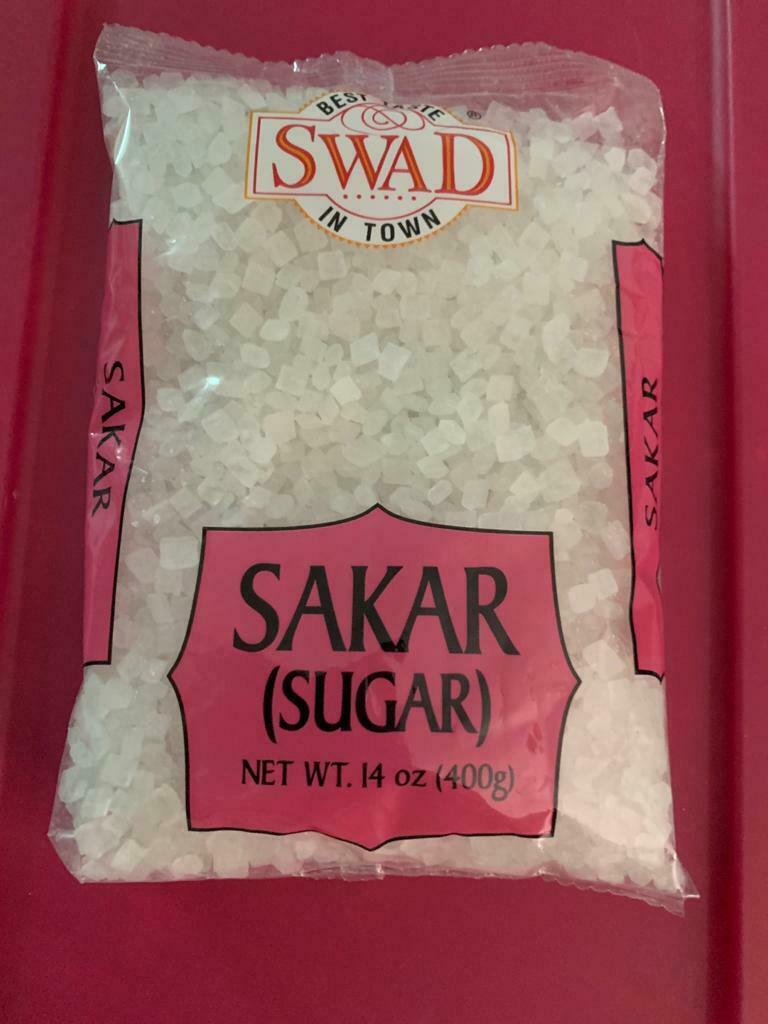 BEST TASTE
®
SWAD
IN TOWN
SAKAR
SAKAR
SAKAR
(SUGAR)
NET WT. 14 oz (400g)